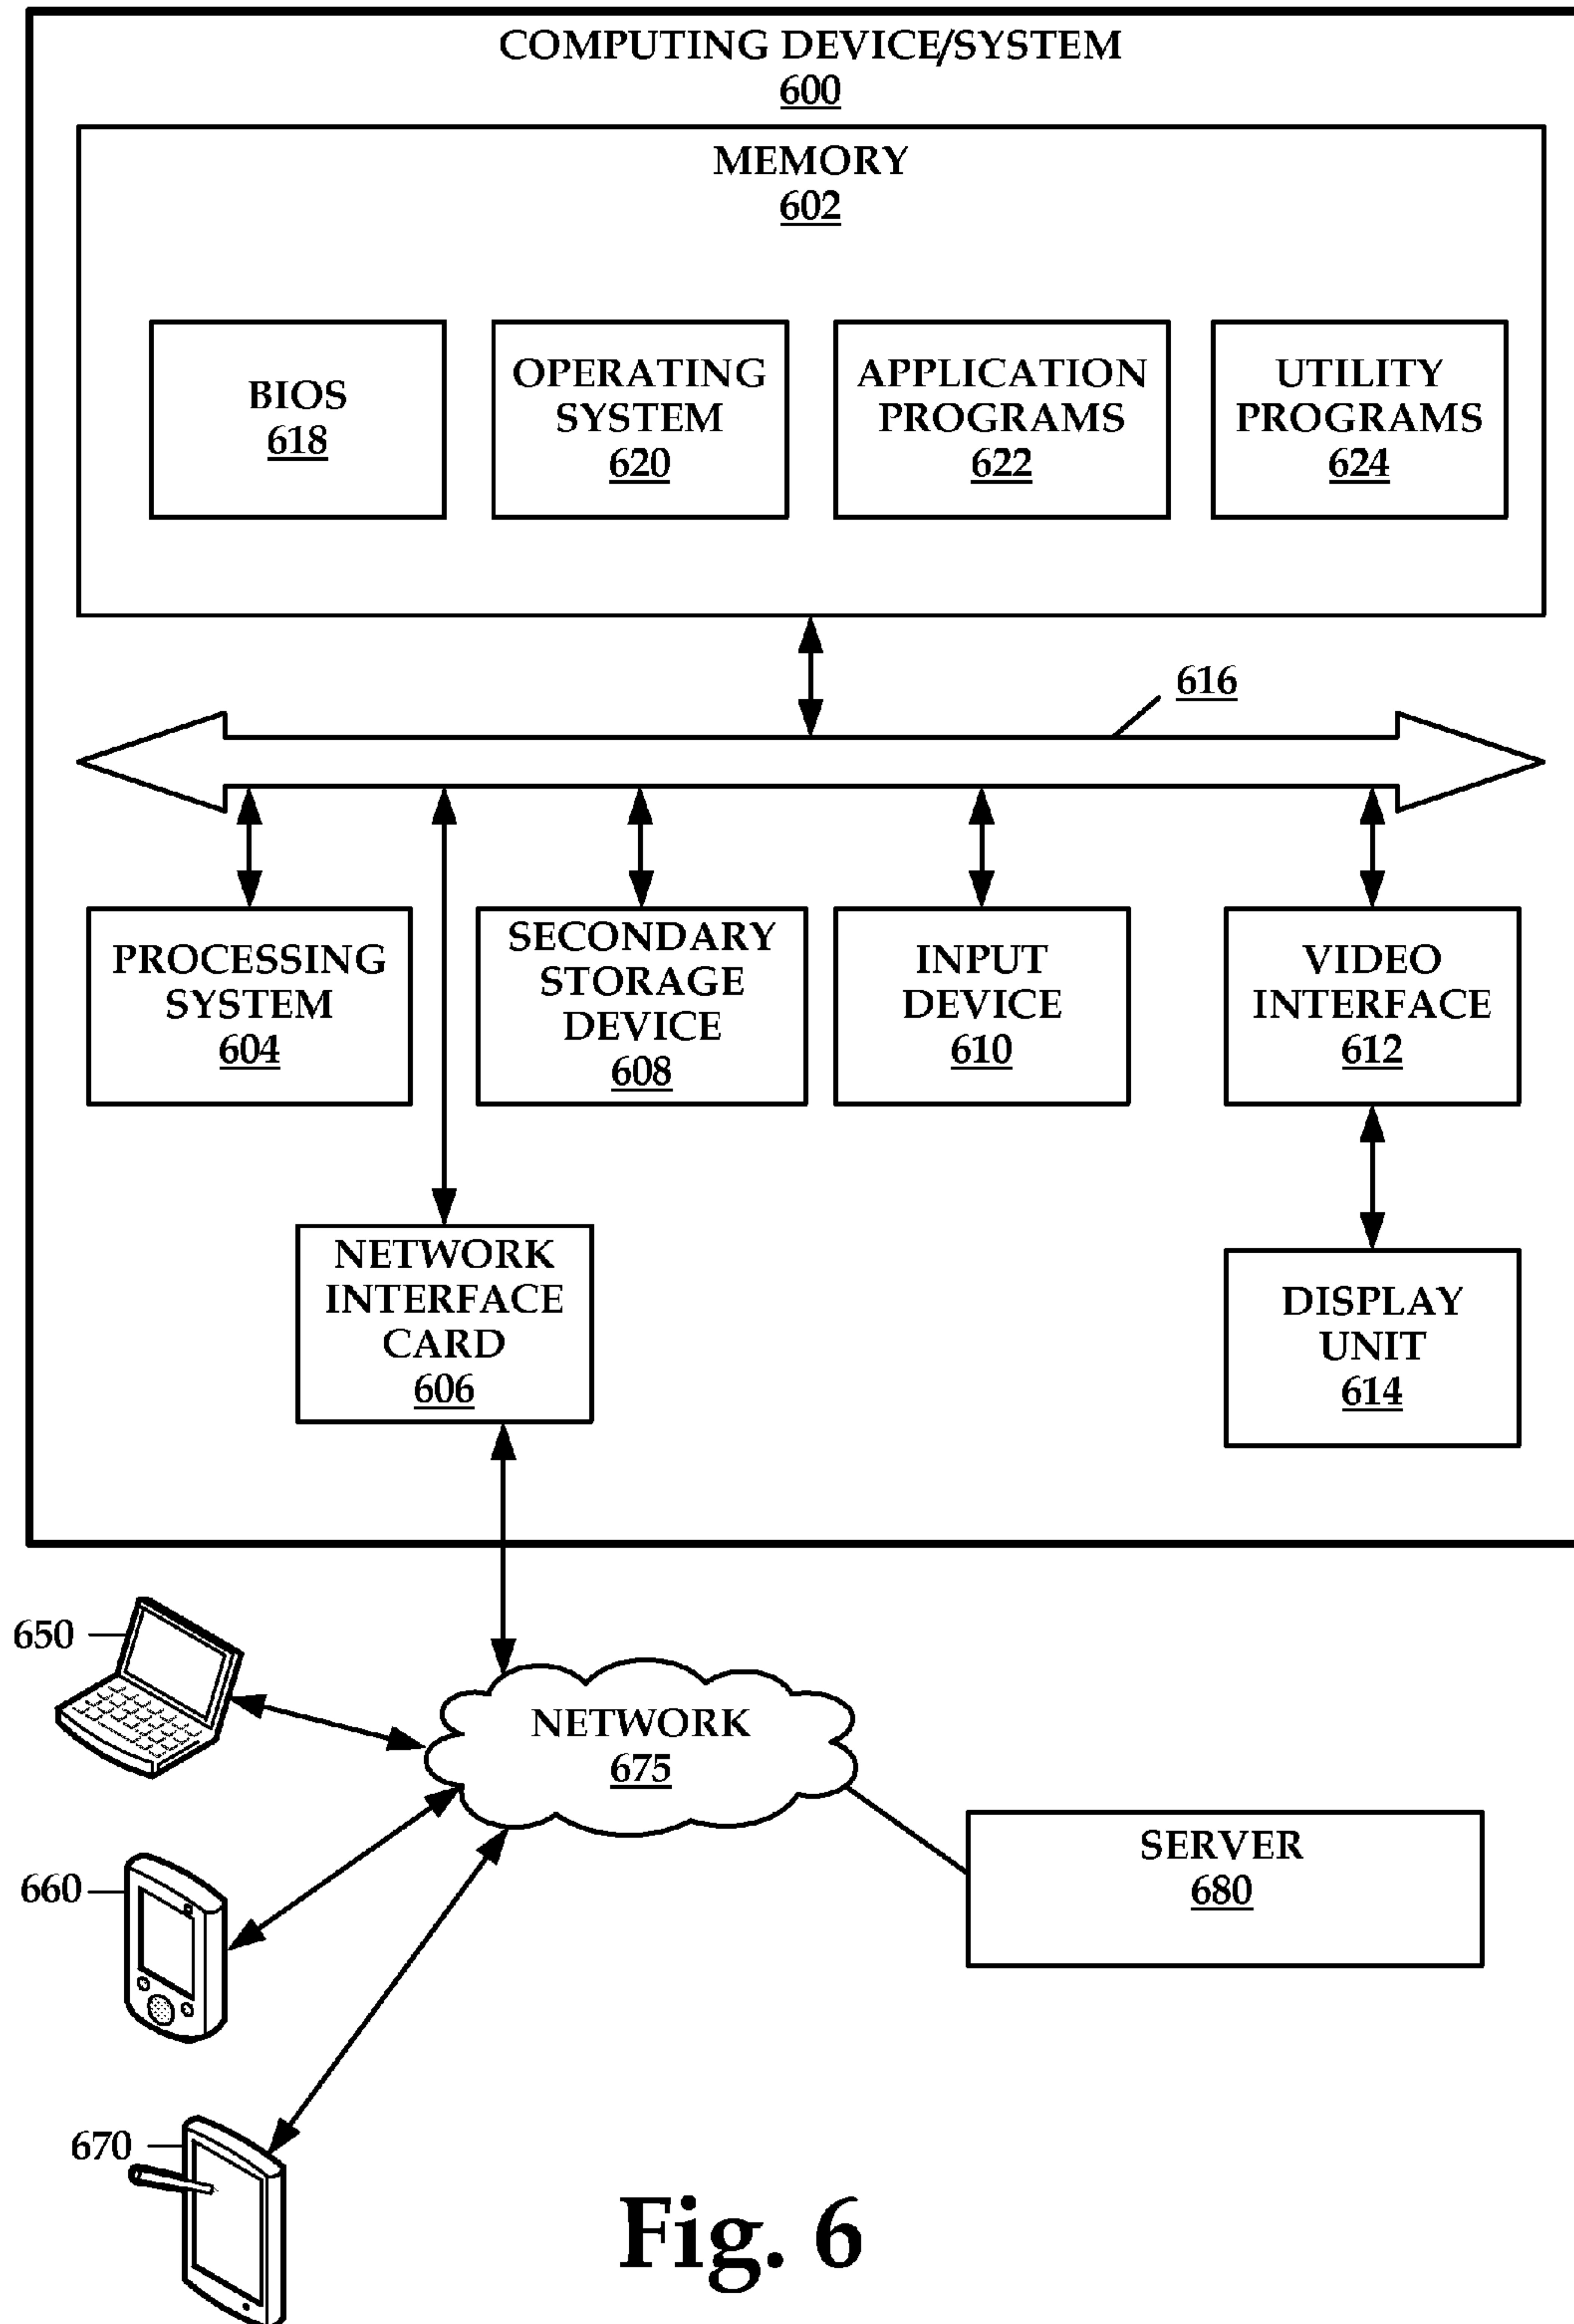 COMPUTING DEVICE/SYSTEM
600
MEMORY
602
BIOS
618
OPERATING
SYSTEM
620
APPLICATION
PROGRAMS
622
UTILITY
PROGRAMS
624
616
PROCESSING
SYSTEM
604
SECONDARY
STORAGE
DEVICE
608
INPUT
DEVICE
610
VIDEO
INTERFACE
612
NETWORK
INTERFACE
CARD
606
DISPLAY
UNIT
614
650
NETWORK
675
SERVER
680
660
670
Fig. 6